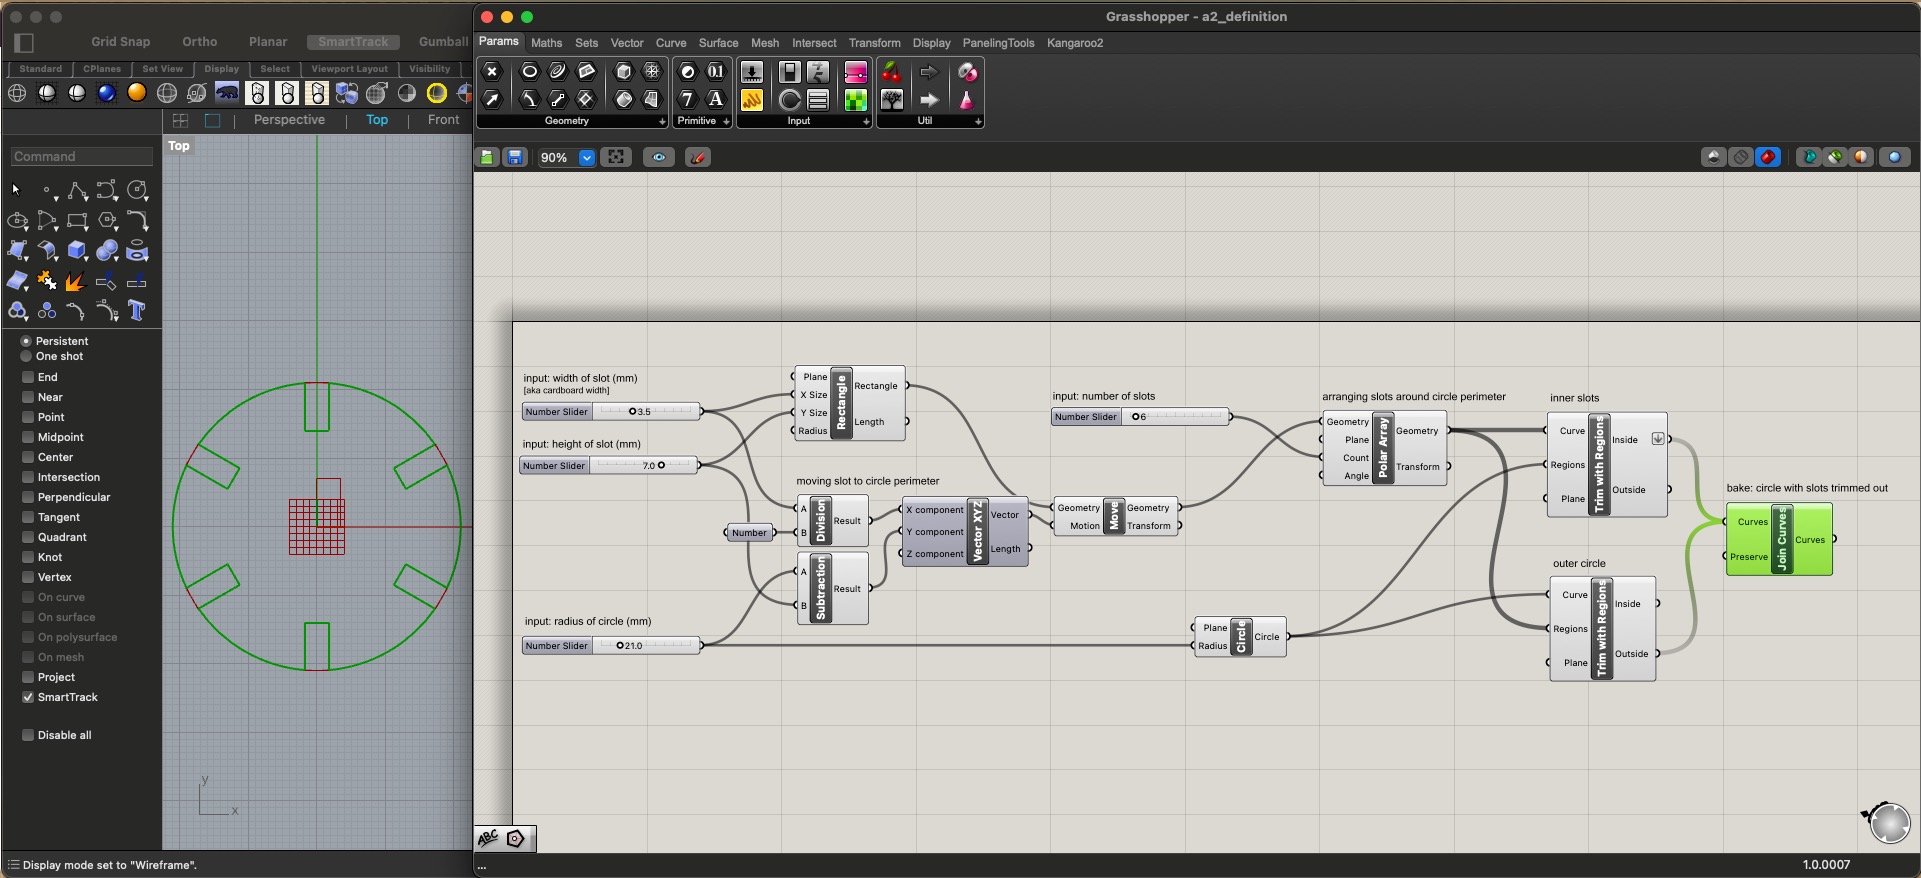 Grasshopper - a2_definition
Grid Snap Ortho Planar SmartTrack Gumball
Params Maths Sets Vector Curve Surface Mesh Intersect Transform Display PanelingTools Kangaroo2
Standard CPlanes Set View Display Select Viewport Layout Visibility
Geometry Primitive Input Util
Perspective Top Front
Top
Command
90%
Persistent
One shot
End
Near
Point
Midpoint
Center
Intersection
Perpendicular
Tangent
Quadrant
Knot
Vertex
On curve
On surface
On polysurface
On mesh
Project
SmartTrack
Disable all
y
x
Display mode set to "Wireframe".
input: width of slot (mm)
[aka cardboard width]
Number Slider 3.5
input: height of slot (mm)
Number Slider 7.0
Plane
X Size
Y Size
Radius
Rectangle
Rectangle
Length
moving slot to circle perimeter
Number
A
B
Division
Result
A
B
Subtraction
Result
X component
Y component
Z component
Vector XYZ
Vector
Length
input: radius of circle (mm)
Number Slider 21.0
input: number of slots
Number Slider 6
Geometry
Motion
Move
Geometry
Transform
Plane
Radius
Circle
Circle
arranging slots around circle perimeter
Geometry
Plane
Count
Angle
Polar Array
Geometry
Transform
inner slots
Curve
Regions
Plane
Trim with Regions
Inside
Outside
outer circle
Curve
Regions
Plane
Trim with Regions
Inside
Outside
bake: circle with slots trimmed out
Curves
Preserve
Join Curves
Curves
ABC
...
1.0.0007